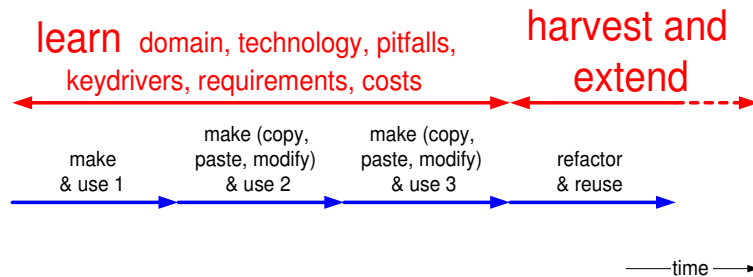 learn domain, technology, pitfalls,
keydrivers, requirements, costs
harvest and
extend
make
& use 1
make (copy,
paste, modify)
& use 2
make (copy,
paste, modify)
& use 3
refactor
& reuse
time